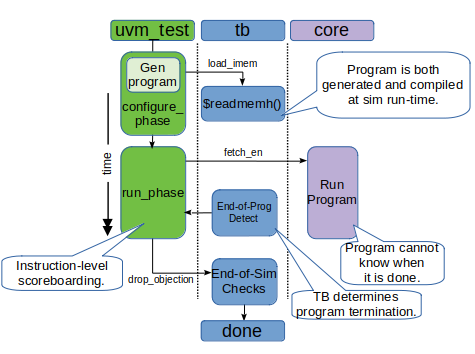 uvm_test
tb
core
Gen
program
configure_
phase
load_imem
$readmemh()
Program is both
generated and compiled
at sim run-time.
time
fetch_en
run_phase
End-of-Prog
Detect
Run
Program
Instruction-level
scoreboarding.
drop_objection
End-of-Sim
Checks
Program cannot
know when
it is done.
TB determines
program termination.
done